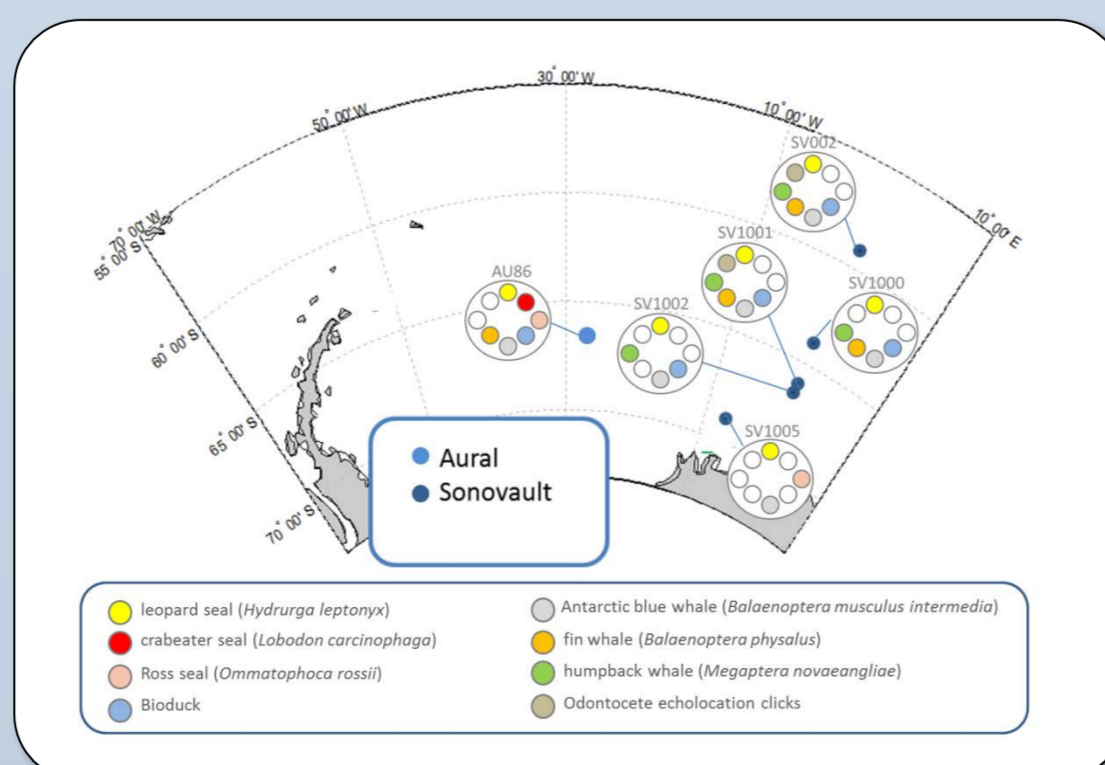 30° 00' W
50° 00' W
10° 00' W
SV002
70° 00' W
10° 00' E
55° 00' S
SV1001
AU86
SV1000
SV1002
60° 00' S
65° 00' S
SV1005
Aural
Sonovault
70° 00' S
leopard seal (Hydrurga leptonyx)
crabeater seal (Lobodon carcinophaga)
Ross seal (Ommatophoca rossii)
Bioduck
Antarctic blue whale (Balaenoptera musculus intermedia)
fin whale (Balaenoptera physalus)
humpback whale (Megaptera novaeangliae)
Odontocete echolocation clicks